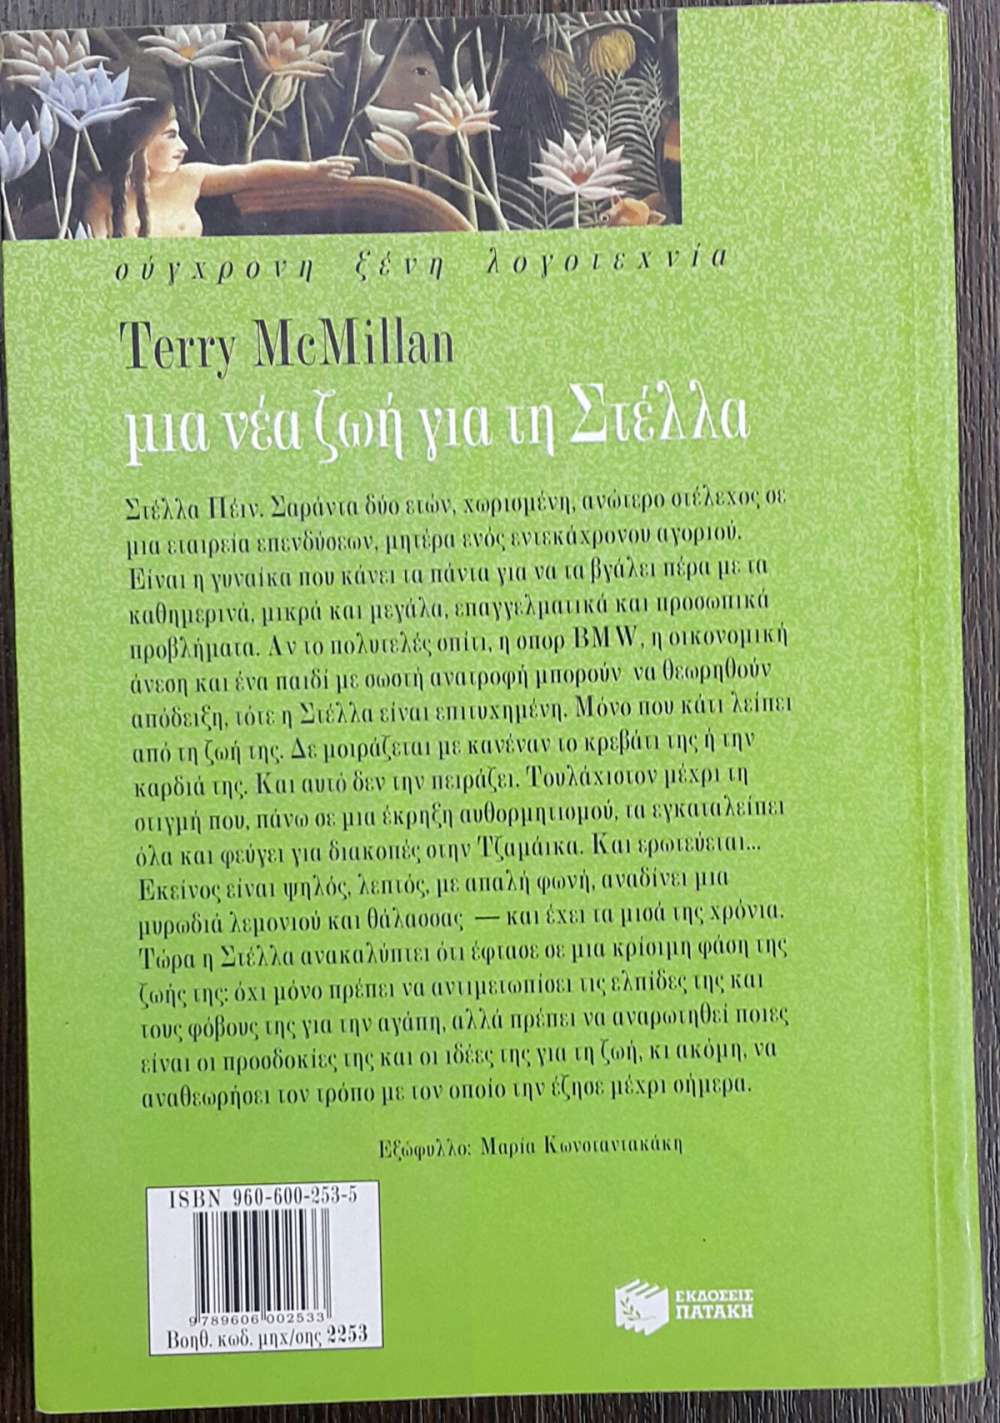 σύγχρονη ξένη λογοτεχνία
Terry McMillan
μια νέα ζωή για τη Στέλλα
Στέλλα Πέιν. Σαράντα δύο ετών, χωρισμένη, ανώτερο στέλεχος σε
μια εταιρεία επενδύσεων, μητέρα ενός εντεκάχρονου αγοριού.
Είναι η γυναίκα που κάνει τα πάντα για να τα βγάλει πέρα με τα
καθημερινά, μικρά και μεγάλα, επαγγελματικά και προσωπικά
προβλήματα. Αν το πολυτελές σπίτι, η σπορ BMW, η οικονομική
άνεση και ένα παιδί με σωστή ανατροφή μπορούν να θεωρηθούν
απόδειξη, τότε η Στέλλα είναι επιτυχημένη. Μόνο που κάτι λείπει
από τη ζωή της. Δε μοιράζεται με κανέναν το κρεβάτι της ή την
καρδιά της. Και αυτό δεν την πειράζει. Τουλάχιστον μέχρι τη
στιγμή που, πάνω σε μια έκρηξη αυθορμητισμού, τα εγκαταλείπει
όλα και φεύγει για διακοπές στην Τζαμάικα. Και ερωτεύεται...
Εκείνος είναι ψηλός, λεπτός, με απαλή φωνή, αναδίνει μια
μυρωδιά λεμονιού και θάλασσας — και έχει τα μισά της χρόνια.
Τώρα η Στέλλα ανακαλύπτει ότι έφτασε σε μια κρίσιμη φάση της
ζωής της: όχι μόνο πρέπει να αντιμετωπίσει τις ελπίδες της και
τους φόβους της για την αγάπη, αλλά πρέπει να αναρωτηθεί ποιες
είναι οι προσδοκίες της και οι ιδέες της για τη ζωή, κι ακόμη, να
αναθεωρήσει τον τρόπο με τον οποίο την έζησε μέχρι σήμερα.
Εξώφυλλο: Μαρία Κωνσταντακάκη
ISBN 960-600-253-5
9 789606 002533
Βοηθ. κωδ. μηχ/σης 2253
ΕΚΔΟΣΕΙΣ
ΠΑΤΑΚΗ